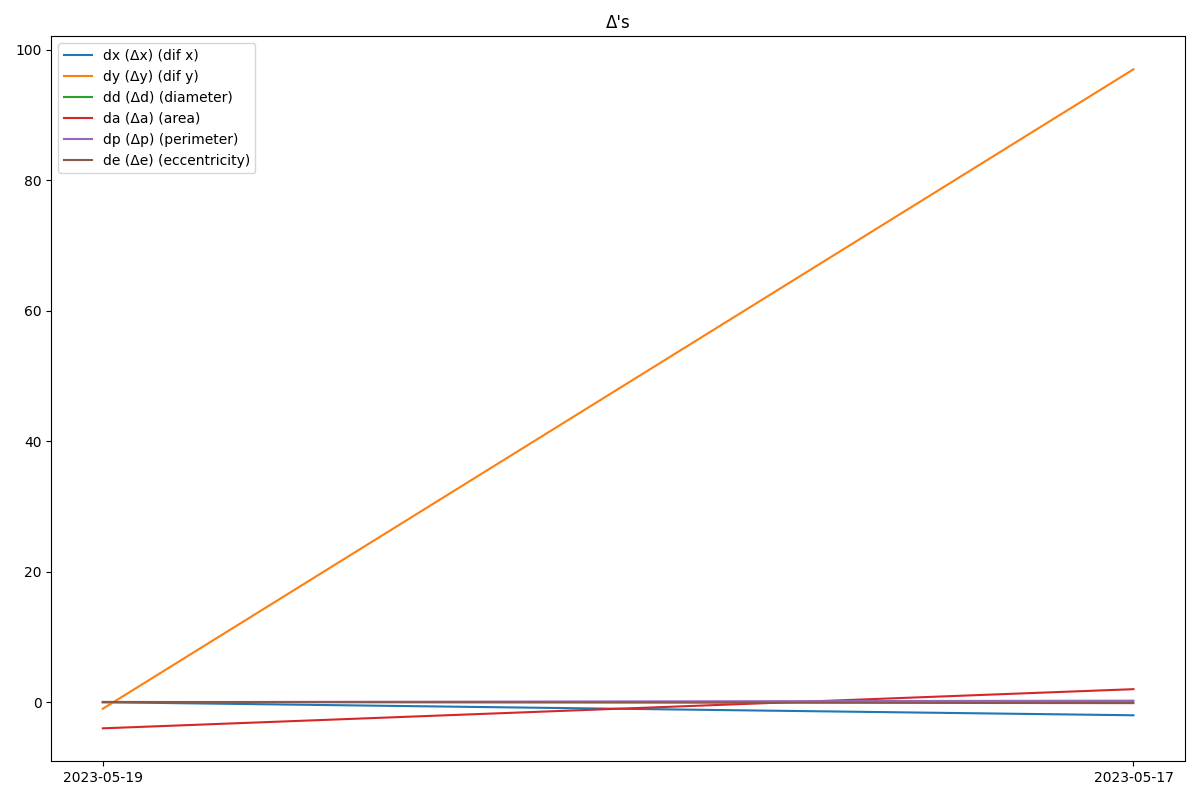 Δ's
dx (Δx) (dif x)
dy (Δy) (dif y)
dd (Δd) (diameter)
da (Δa) (area)
dp (Δp) (perimeter)
de (Δe) (eccentricity)
100
80
60
40
20
0
2023-05-19 2023-05-17